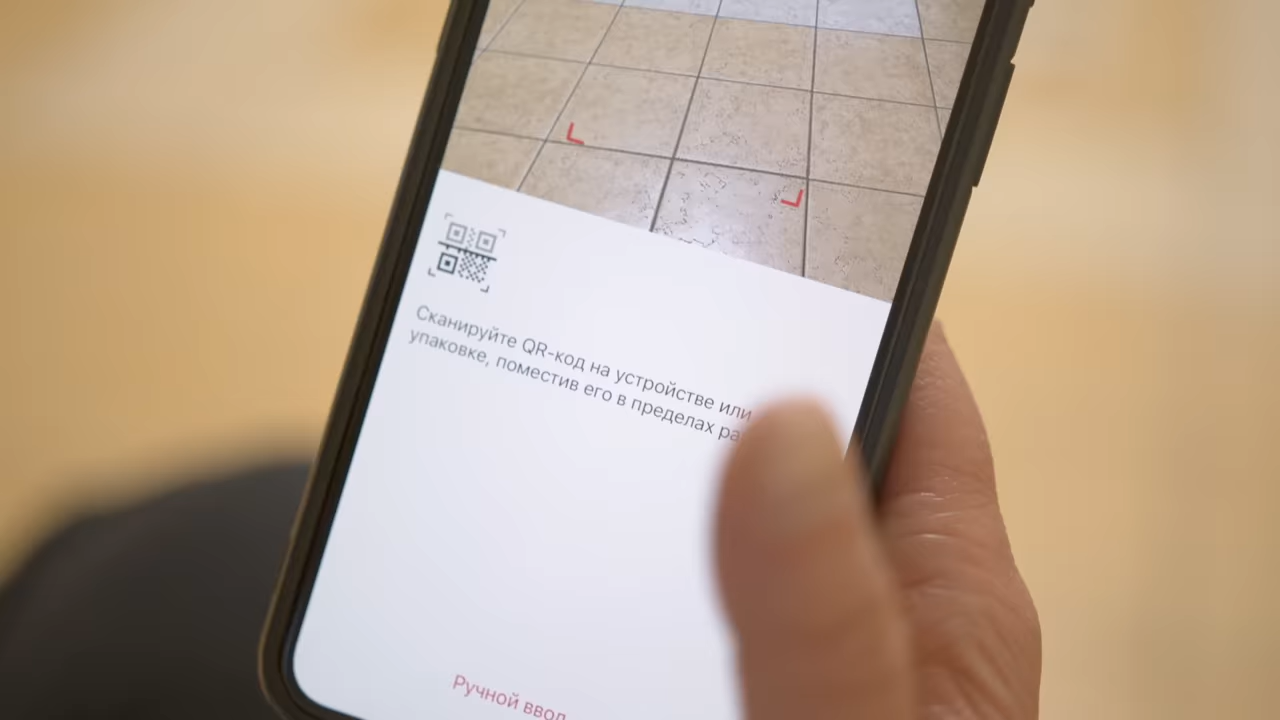 Сканируйте QR-код на устройстве или
упаковке, поместив его в пределах
Ручной ввод